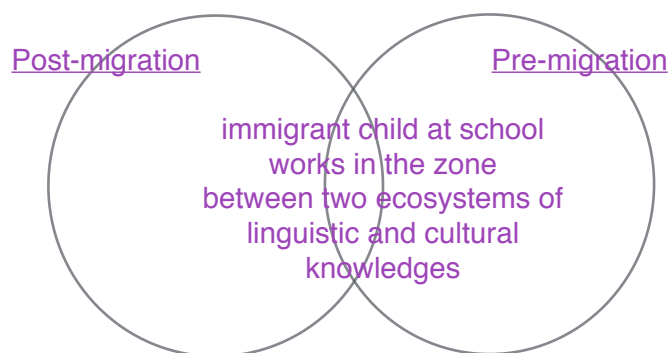 Post-migration
Pre-migration
immigrant child at school
works in the zone
between two ecosystems of
linguistic and cultural
knowledges